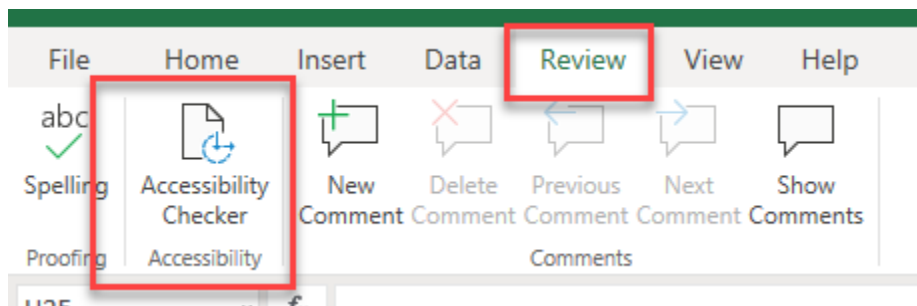 File Home Insert Data Review View Help
abc
Spelling Accessibility New Delete Previous Next Show
Checker Comment Comment Comment Comment Comments
Proofing Accessibility Comments